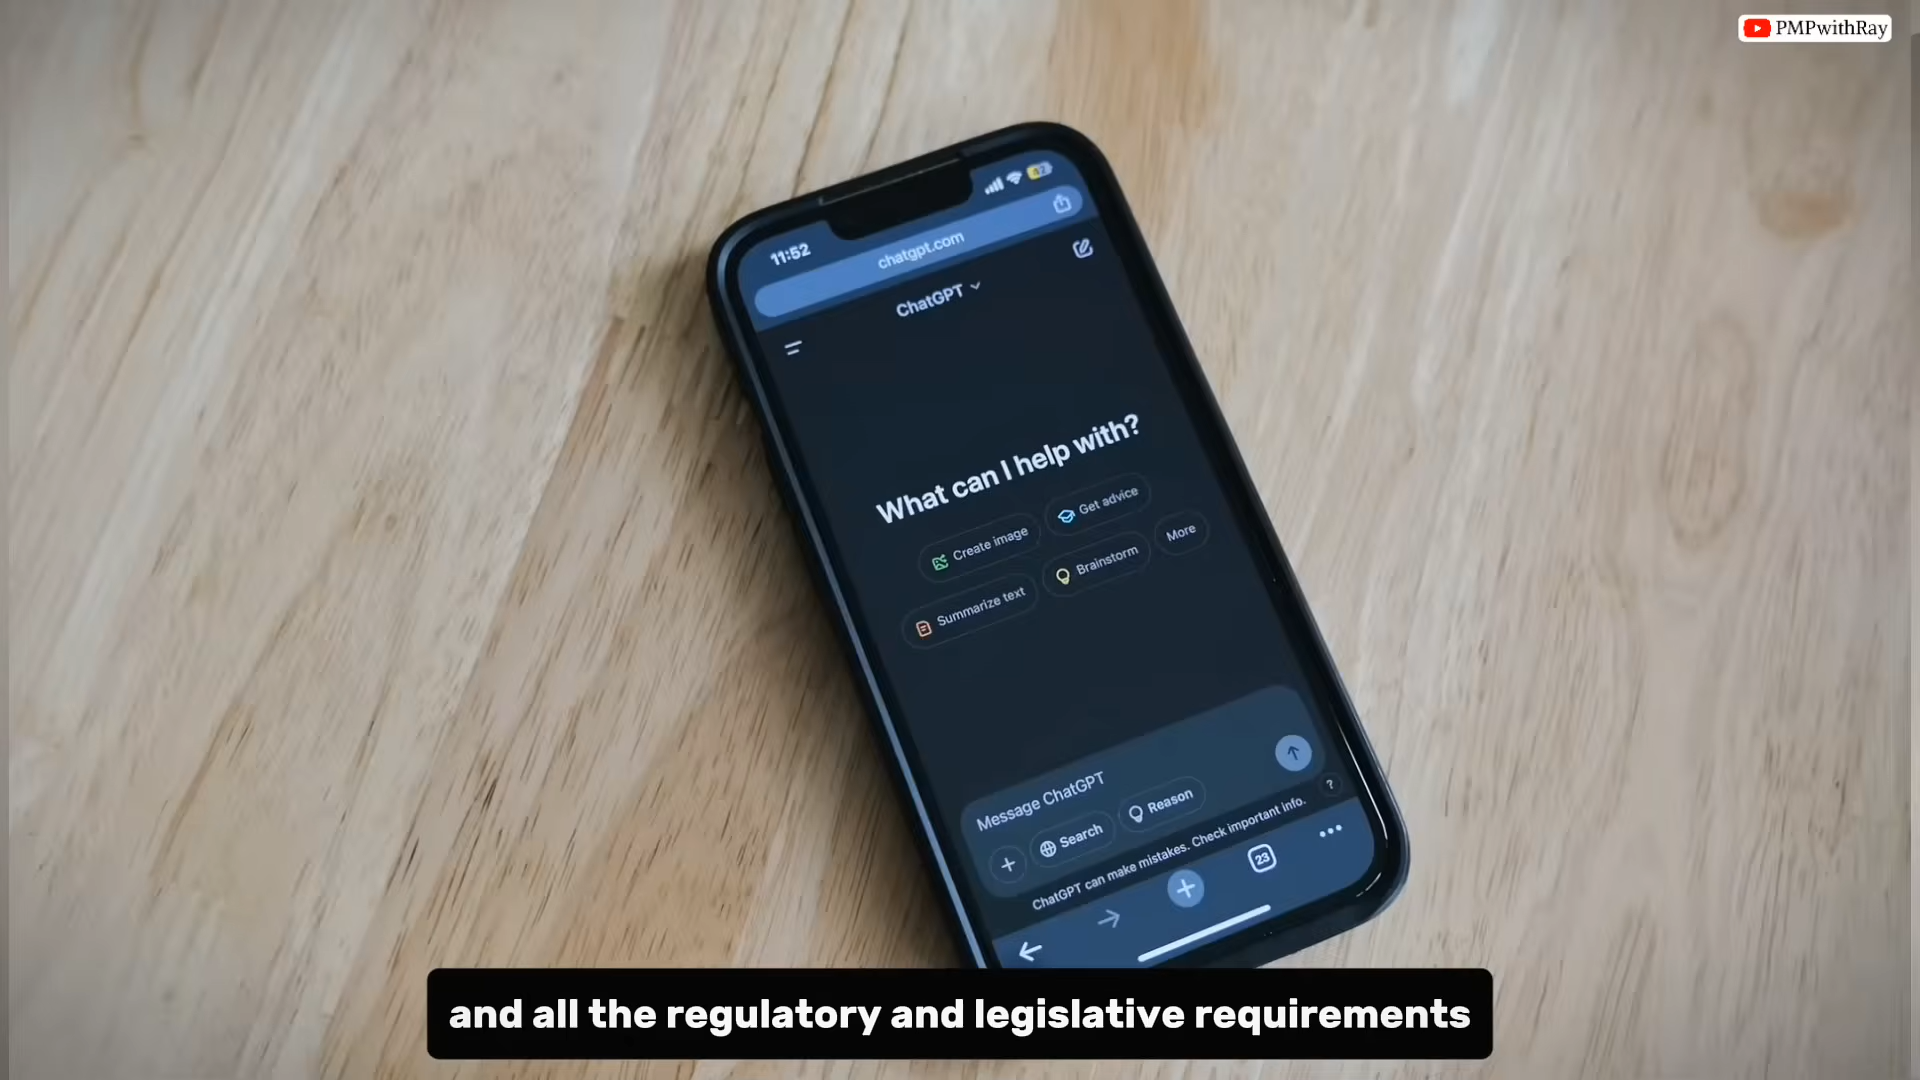 PMPwithRay
42
11:52
chatgpt.com
ChatGPT
What can I help with?
Create image
Get advice
Summarize text
Brainstorm
More
Message ChatGPT
Search
Reason
?
ChatGPT can make mistakes. Check important info.
23
and all the regulatory and legislative requirements